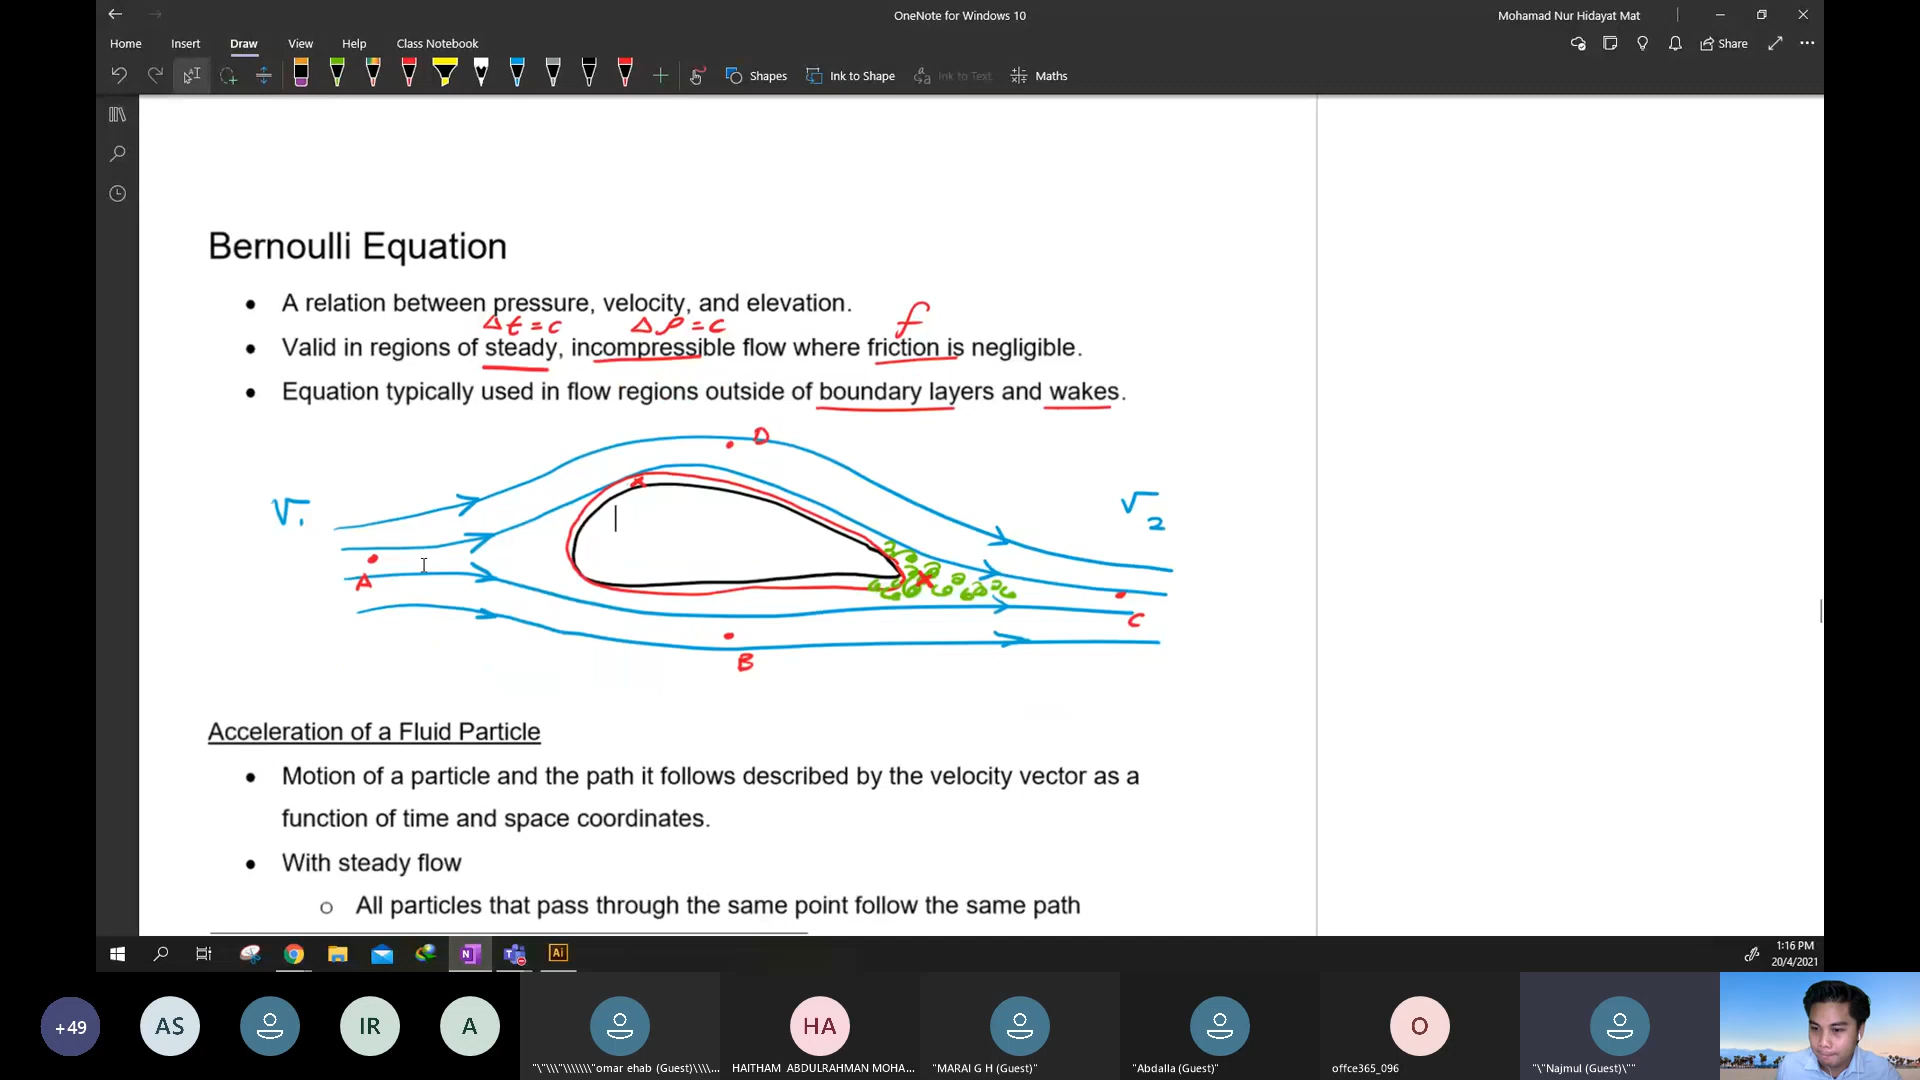 OneNote for Windows 10
Mohamad Nur Hidayat Mat
Home Insert Draw View Help Class Notebook
Share
Shapes Ink to Shape Ink to Text Maths
Bernoulli Equation
• A relation between pressure, velocity, and elevation.
Δt = c Δρ = c f
• Valid in regions of steady, incompressible flow where friction is negligible.
• Equation typically used in flow regions outside of boundary layers and wakes.
D
V1
V2
A
C
B
Acceleration of a Fluid Particle
• Motion of a particle and the path it follows described by the velocity vector as a
function of time and space coordinates.
• With steady flow
o All particles that pass through the same point follow the same path
N
Ai
1:16 PM
20/4/2021
+49 AS IR A HA O
"\"\\\"\\\\\\\"omar ehab (Guest)\\\\... HAITHAM ABDULRAHMAN MOHA... "MARAI G H (Guest)" "Abdalla (Guest)" offce365_096 "\"Najmul (Guest)\""